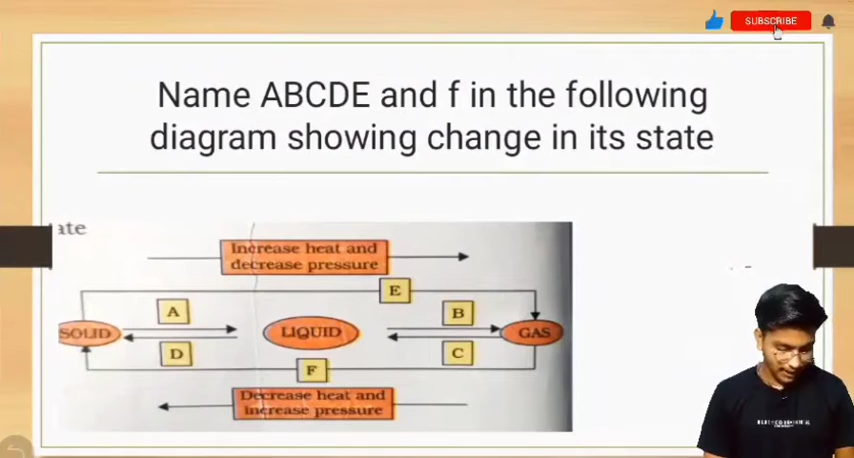 SUBSCRIBE
Name ABCDE and f in the following
diagram showing change in its state
ate
Increase heat and
decrease pressure
E
A
B
SOLID
LIQUID
GAS
D
C
F
Decrease heat and
increase pressure